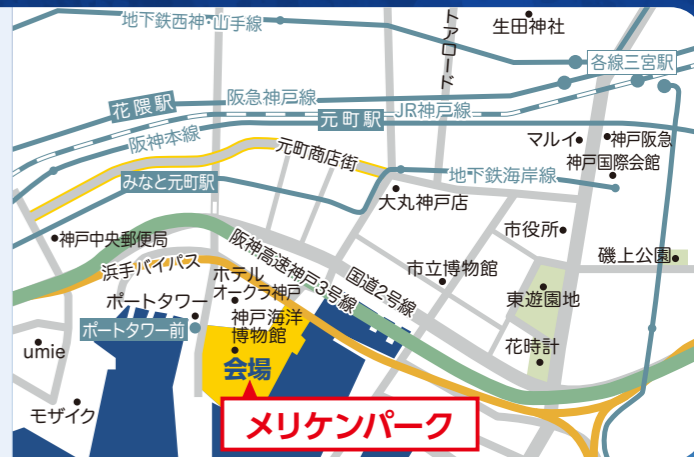 地下鉄西神・山手線
トアロード
生田神社
各線三宮駅
花隈駅
阪急神戸線
JR神戸線
元町駅
阪神本線
元町商店街
マルイ
神戸阪急
神戸国際会館
みなと元町駅
地下鉄海岸線
大丸神戸店
市役所
神戸中央郵便局
阪神高速神戸3号線
国道2号線
市立博物館
磯上公園
浜手バイパス
ホテル
オークラ神戸
東遊園地
ポートタワー
神戸海洋
博物館
ポートタワー前
花時計
umie
会場
モザイク
メリケンパーク